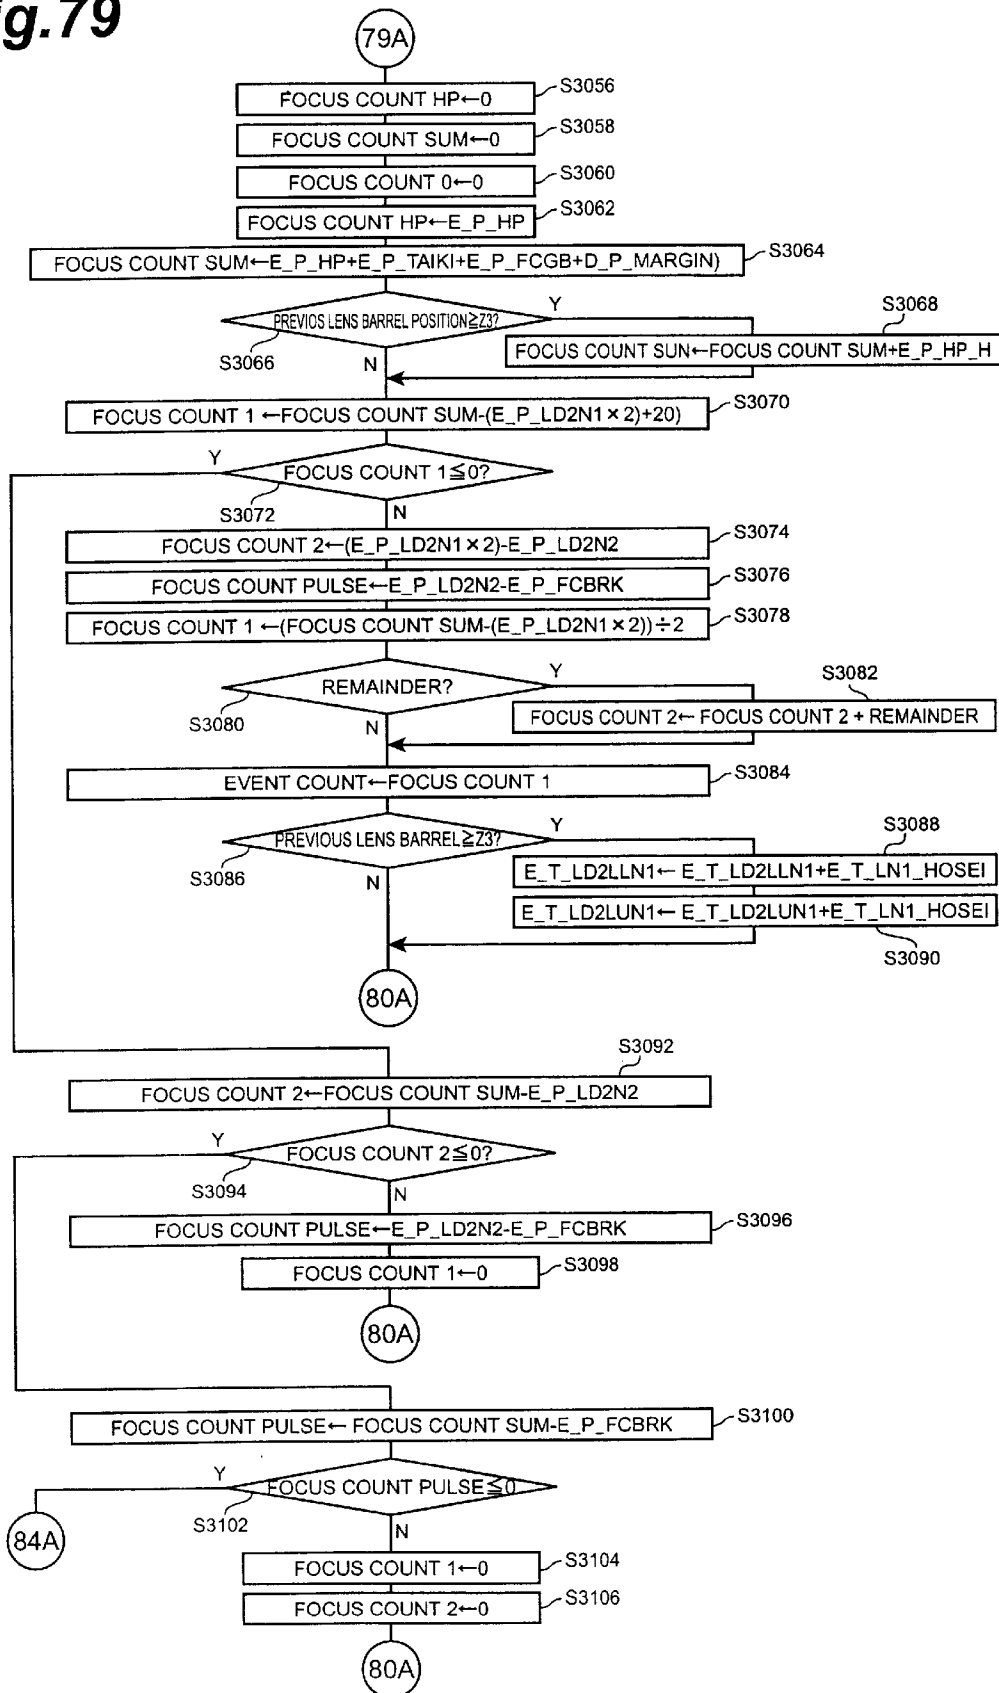 ig.79
79A
FOCUS COUNT HP←0
S3056
FOCUS COUNT SUM←0
S3058
FOCUS COUNT 0←0
S3060
FOCUS COUNT HP←E_P_HP
S3062
FOCUS COUNT SUM←E_P_HP+E_P_TAIKI+E_P_FCGB+D_P_MARGIN)
S3064
PREVIOS LENS BARREL POSITION≧Z3?
Y
S3066
N
S3068
FOCUS COUNT SUN←FOCUS COUNT SUM+E_P_HP_H
FOCUS COUNT 1 ←FOCUS COUNT SUM-(E_P_LD2N1×2)+20)
S3070
Y
FOCUS COUNT 1≦0?
S3072
N
FOCUS COUNT 2←(E_P_LD2N1×2)-E_P_LD2N2
S3074
FOCUS COUNT PULSE←E_P_LD2N2-E_P_FCBRK
S3076
FOCUS COUNT 1 ←(FOCUS COUNT SUM-(E_P_LD2N1×2))÷2
S3078
REMAINDER?
Y
S3080
N
S3082
FOCUS COUNT 2← FOCUS COUNT 2 + REMAINDER
EVENT COUNT←FOCUS COUNT 1
S3084
PREVIOUS LENS BARREL≧Z3?
Y
S3086
N
S3088
E_T_LD2LLN1← E_T_LD2LLN1+E_T_LN1_HOSEI
E_T_LD2LUN1← E_T_LD2LUN1+E_T_LN1_HOSEI
S3090
80A
S3092
FOCUS COUNT 2←FOCUS COUNT SUM-E_P_LD2N2
Y
FOCUS COUNT 2≦0?
S3094
N
FOCUS COUNT PULSE←E_P_LD2N2-E_P_FCBRK
S3096
FOCUS COUNT 1←0
S3098
80A
FOCUS COUNT PULSE← FOCUS COUNT SUM-E_P_FCBRK
S3100
Y
FOCUS COUNT PULSE≦0
84A
S3102
N
FOCUS COUNT 1←0
S3104
FOCUS COUNT 2←0
S3106
80A